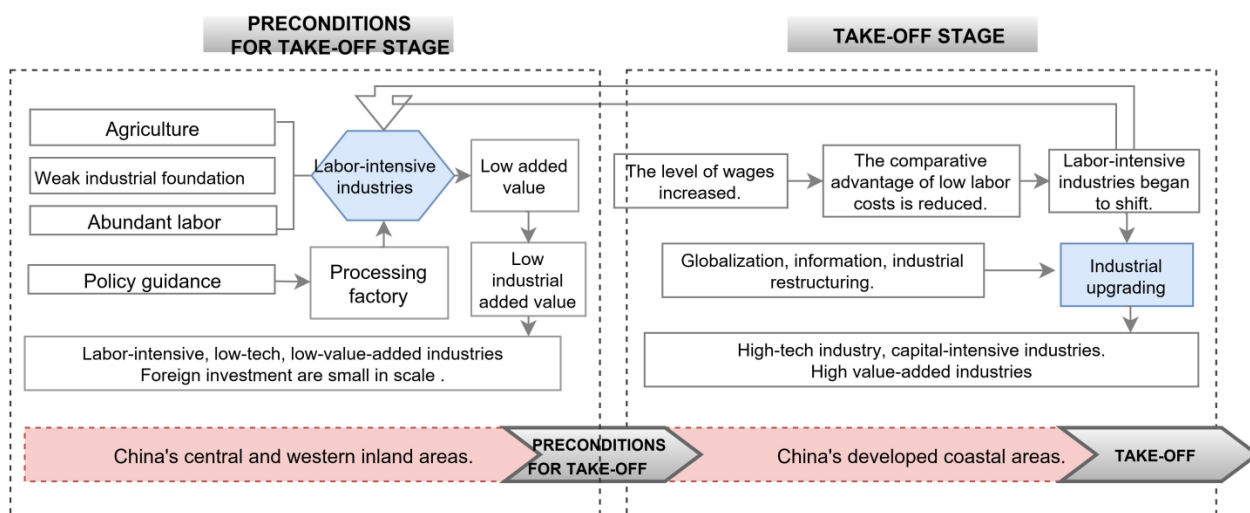 PRECONDITIONS
FOR TAKE-OFF STAGE
Agriculture
Weak industrial foundation
Abundant labor
Policy guidance
Labor-intensive
industries
Processing
factory
Low added
value
Low
industrial
added value
Labor-intensive, low-tech, low-value-added industries
Foreign investment are small in scale .
China's central and western inland areas.
PRECONDITIONS
FOR TAKE-OFF
TAKE-OFF STAGE
The level of wages
increased.
The comparative
advantage of low labor
costs is reduced.
Labor-intensive
industries began
to shift.
Globalization, information, industrial
restructuring.
Industrial
upgrading
High-tech industry, capital-intensive industries.
High value-added industries
China's developed coastal areas.
TAKE-OFF